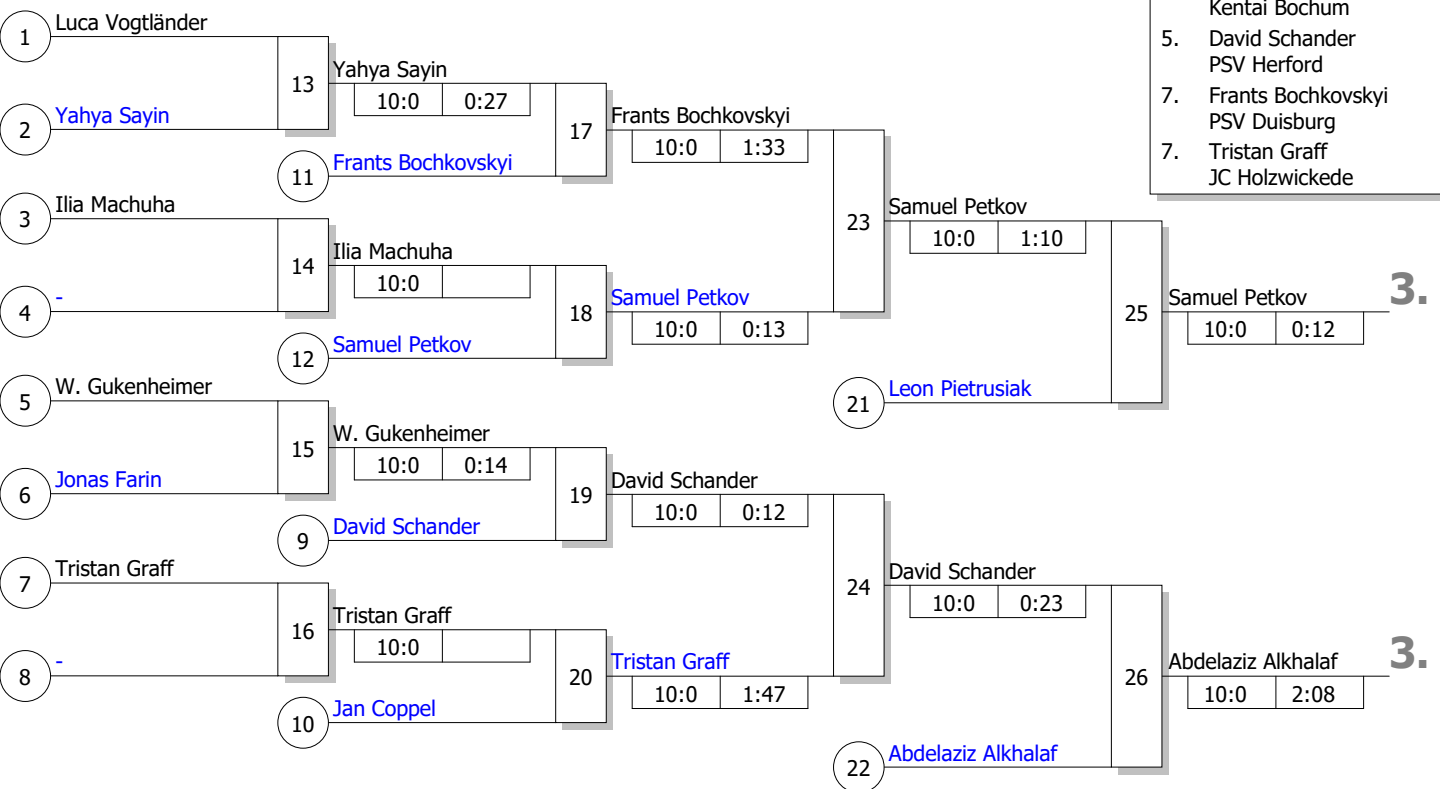 Kentai Bochum
5. David Schander
PSV Herford
7. Frants Bochkovskyi
PSV Duisburg
7. Tristan Graff
JC Holzwickede
1 Luca Vogtländer
13 Yahya Sayin
10:0 0:27
2 Yahya Sayin
17 Frants Bochkovskyi
10:0 1:33
11 Frants Bochkovskyi
3 Ilia Machuha
23 Samuel Petkov
10:0 1:10
14 Ilia Machuha
10:0
4 -
18 Samuel Petkov
10:0 0:13
12 Samuel Petkov
25 Samuel Petkov 3.
10:0 0:12
5 W. Gukenheimer
21 Leon Pietrusiak
15 W. Gukenheimer
10:0 0:14
6 Jonas Farin
19 David Schander
10:0 0:12
9 David Schander
7 Tristan Graff
24 David Schander
10:0 0:23
16 Tristan Graff
10:0
8 -
20 Tristan Graff
10:0 1:47
10 Jan Coppel
26 Abdelaziz Alkhalaf 3.
10:0 2:08
22 Abdelaziz Alkhalaf